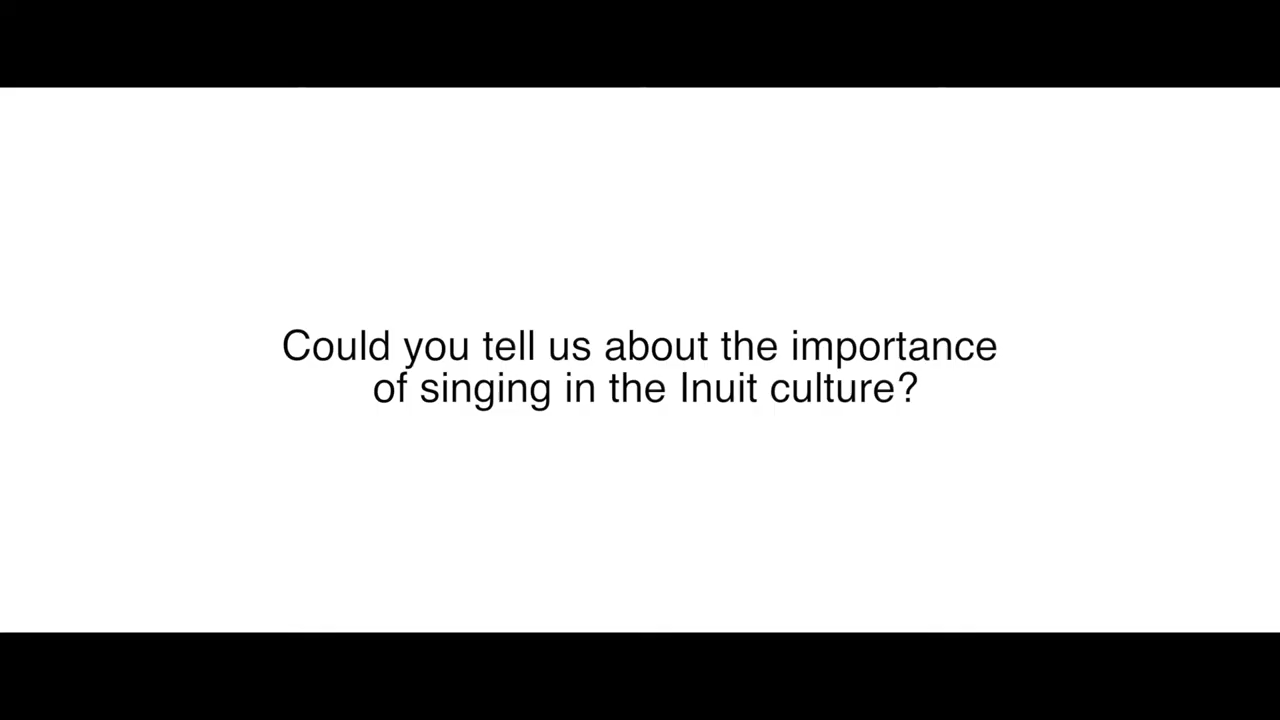 Could you tell us about the importance
of singing in the Inuit culture?